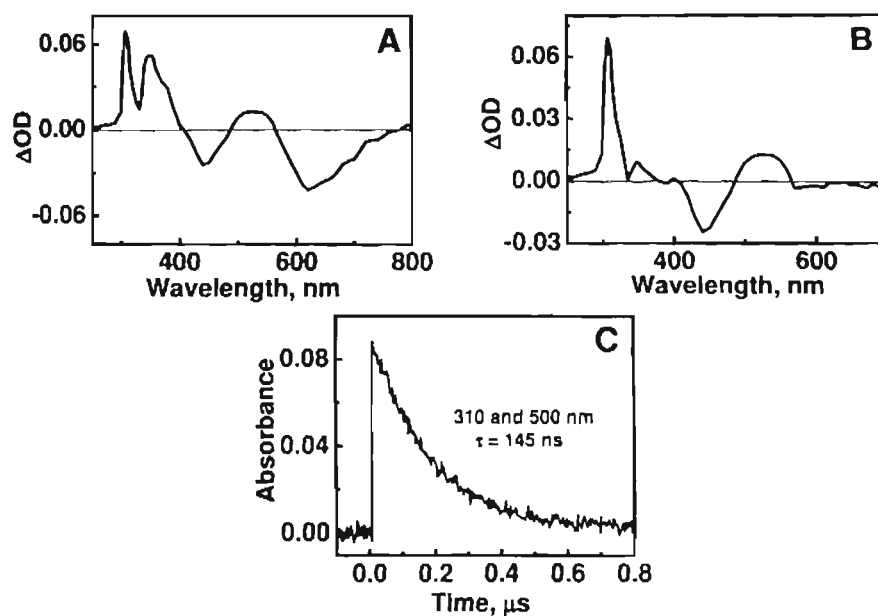 A
0.06
0.00
-0.06
ΔOD
400
600
800
Wavelength, nm
B
0.06
0.03
0.00
-0.03
ΔOD
400
600
Wavelength, nm
C
0.08
0.04
0.00
Absorbance
310 and 500 nm
τ = 145 ns
0.0
0.2
0.4
0.6
0.8
Time, μs